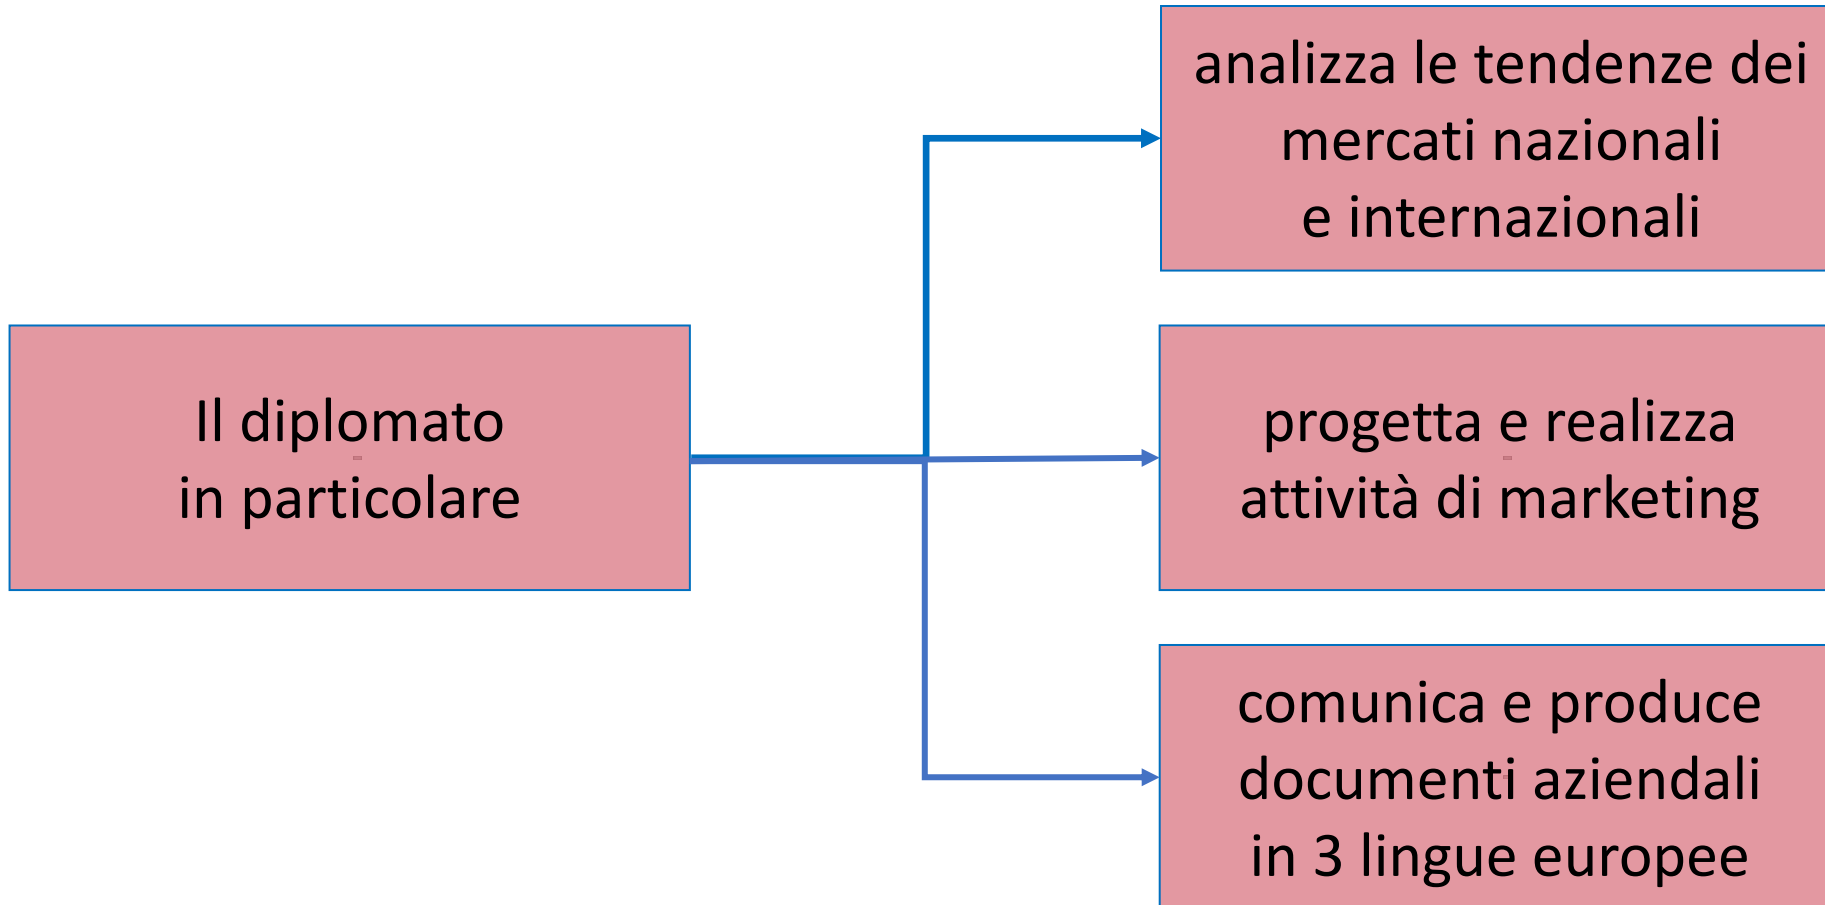 Il diplomato
in particolare
analizza le tendenze dei
mercati nazionali
e internazionali
progetta e realizza
attività di marketing
comunica e produce
documenti aziendali
in 3 lingue europee